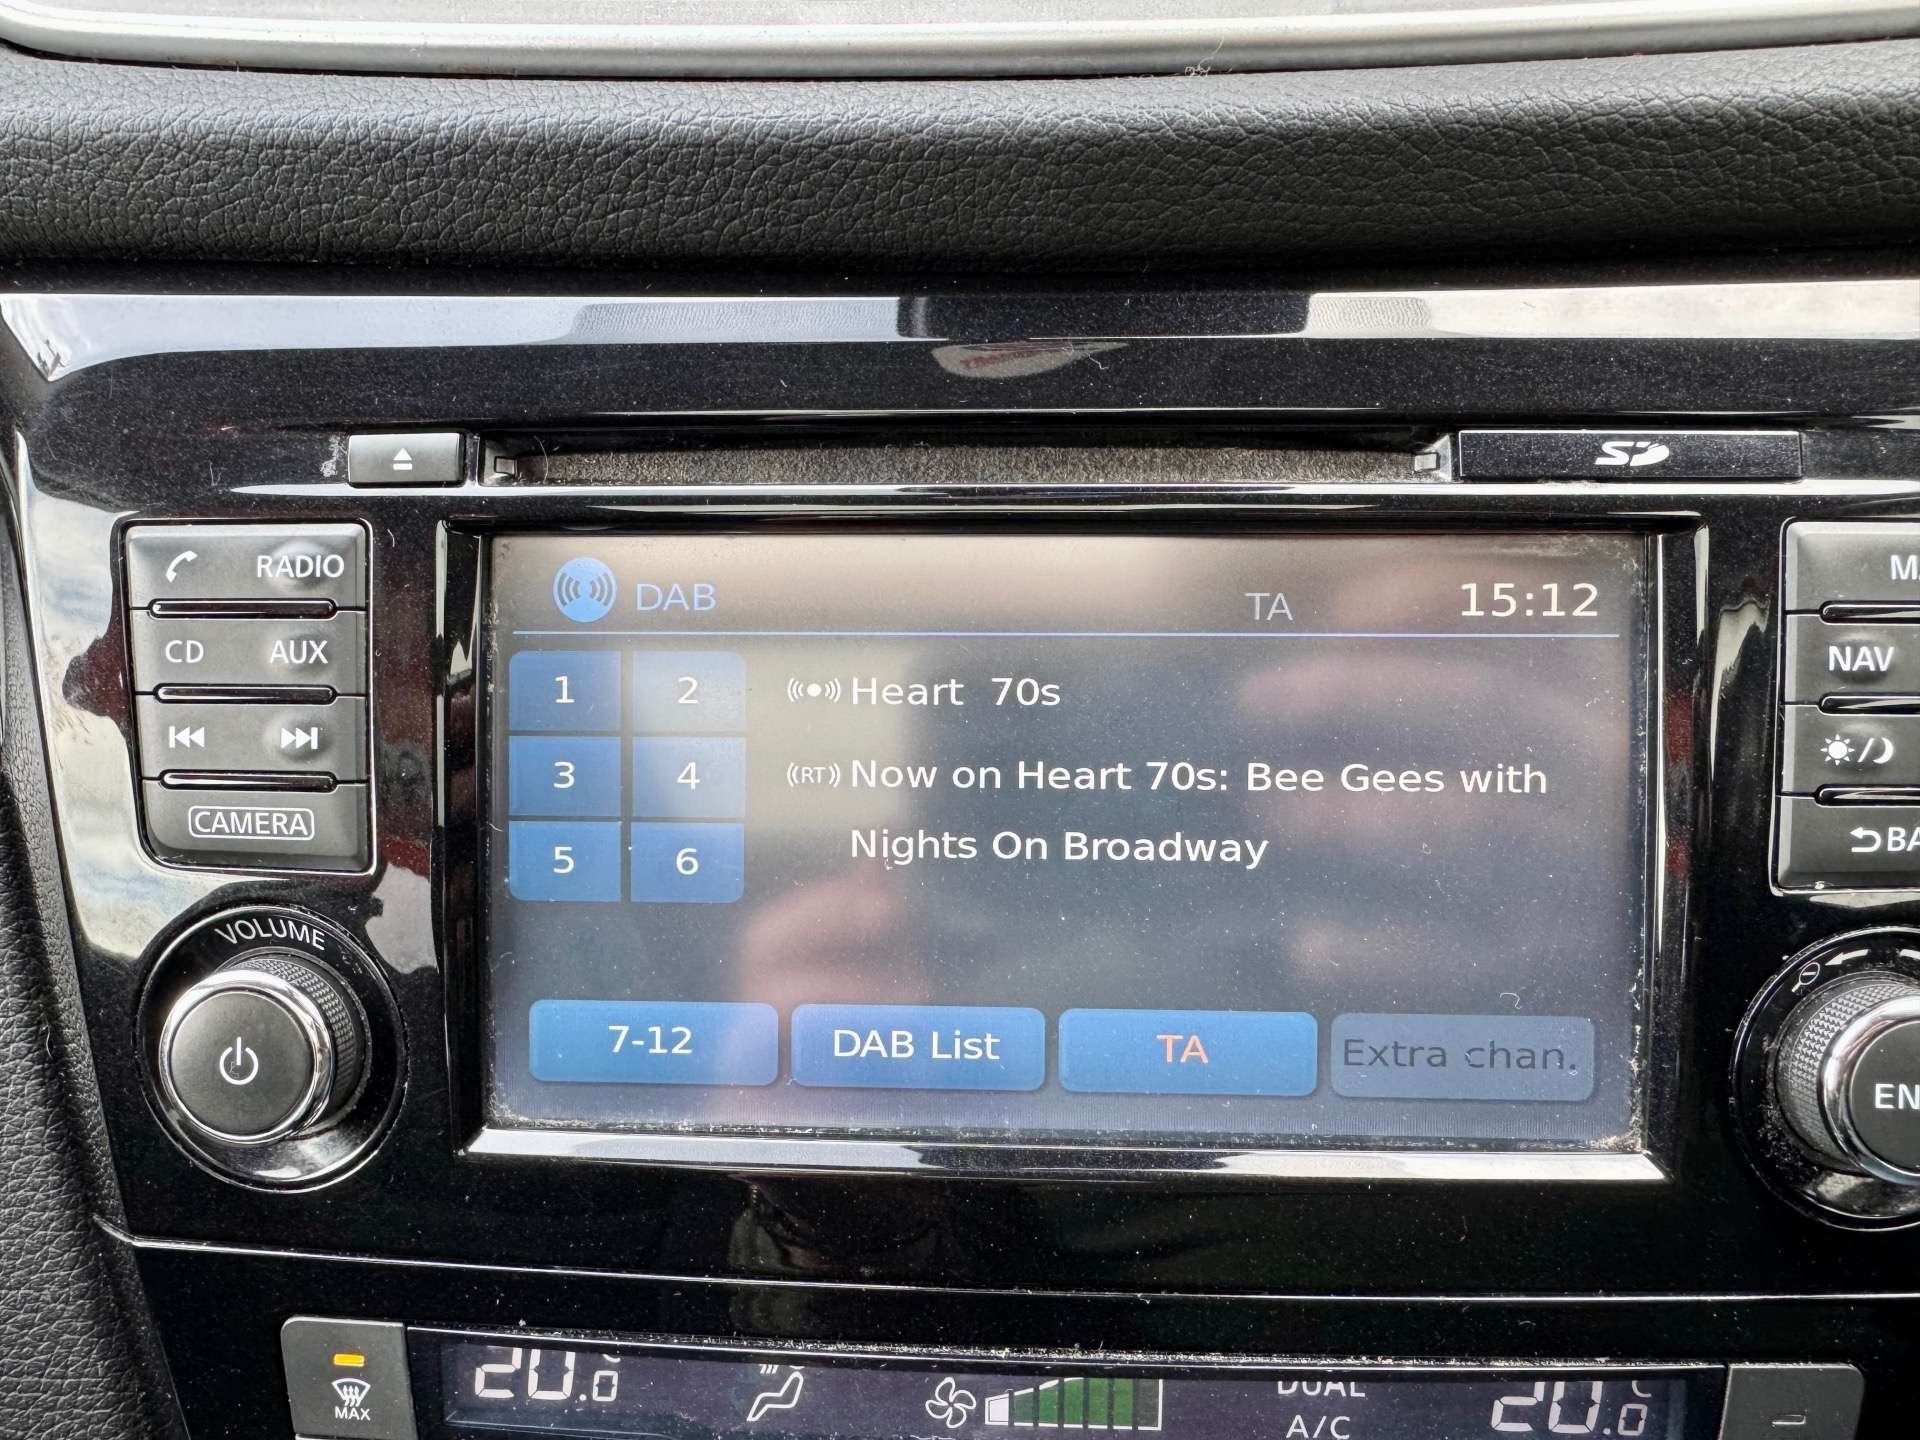 SD
RADIO
CD AUX
CAMERA
VOLUME
DAB TA 15:12
1 2
3 4
5 6
Heart 70s
RT Now on Heart 70s: Bee Gees with
Nights On Broadway
7-12 DAB List TA Extra chan.
NAV
MAX
20.0
DUAL
A/C
20.0